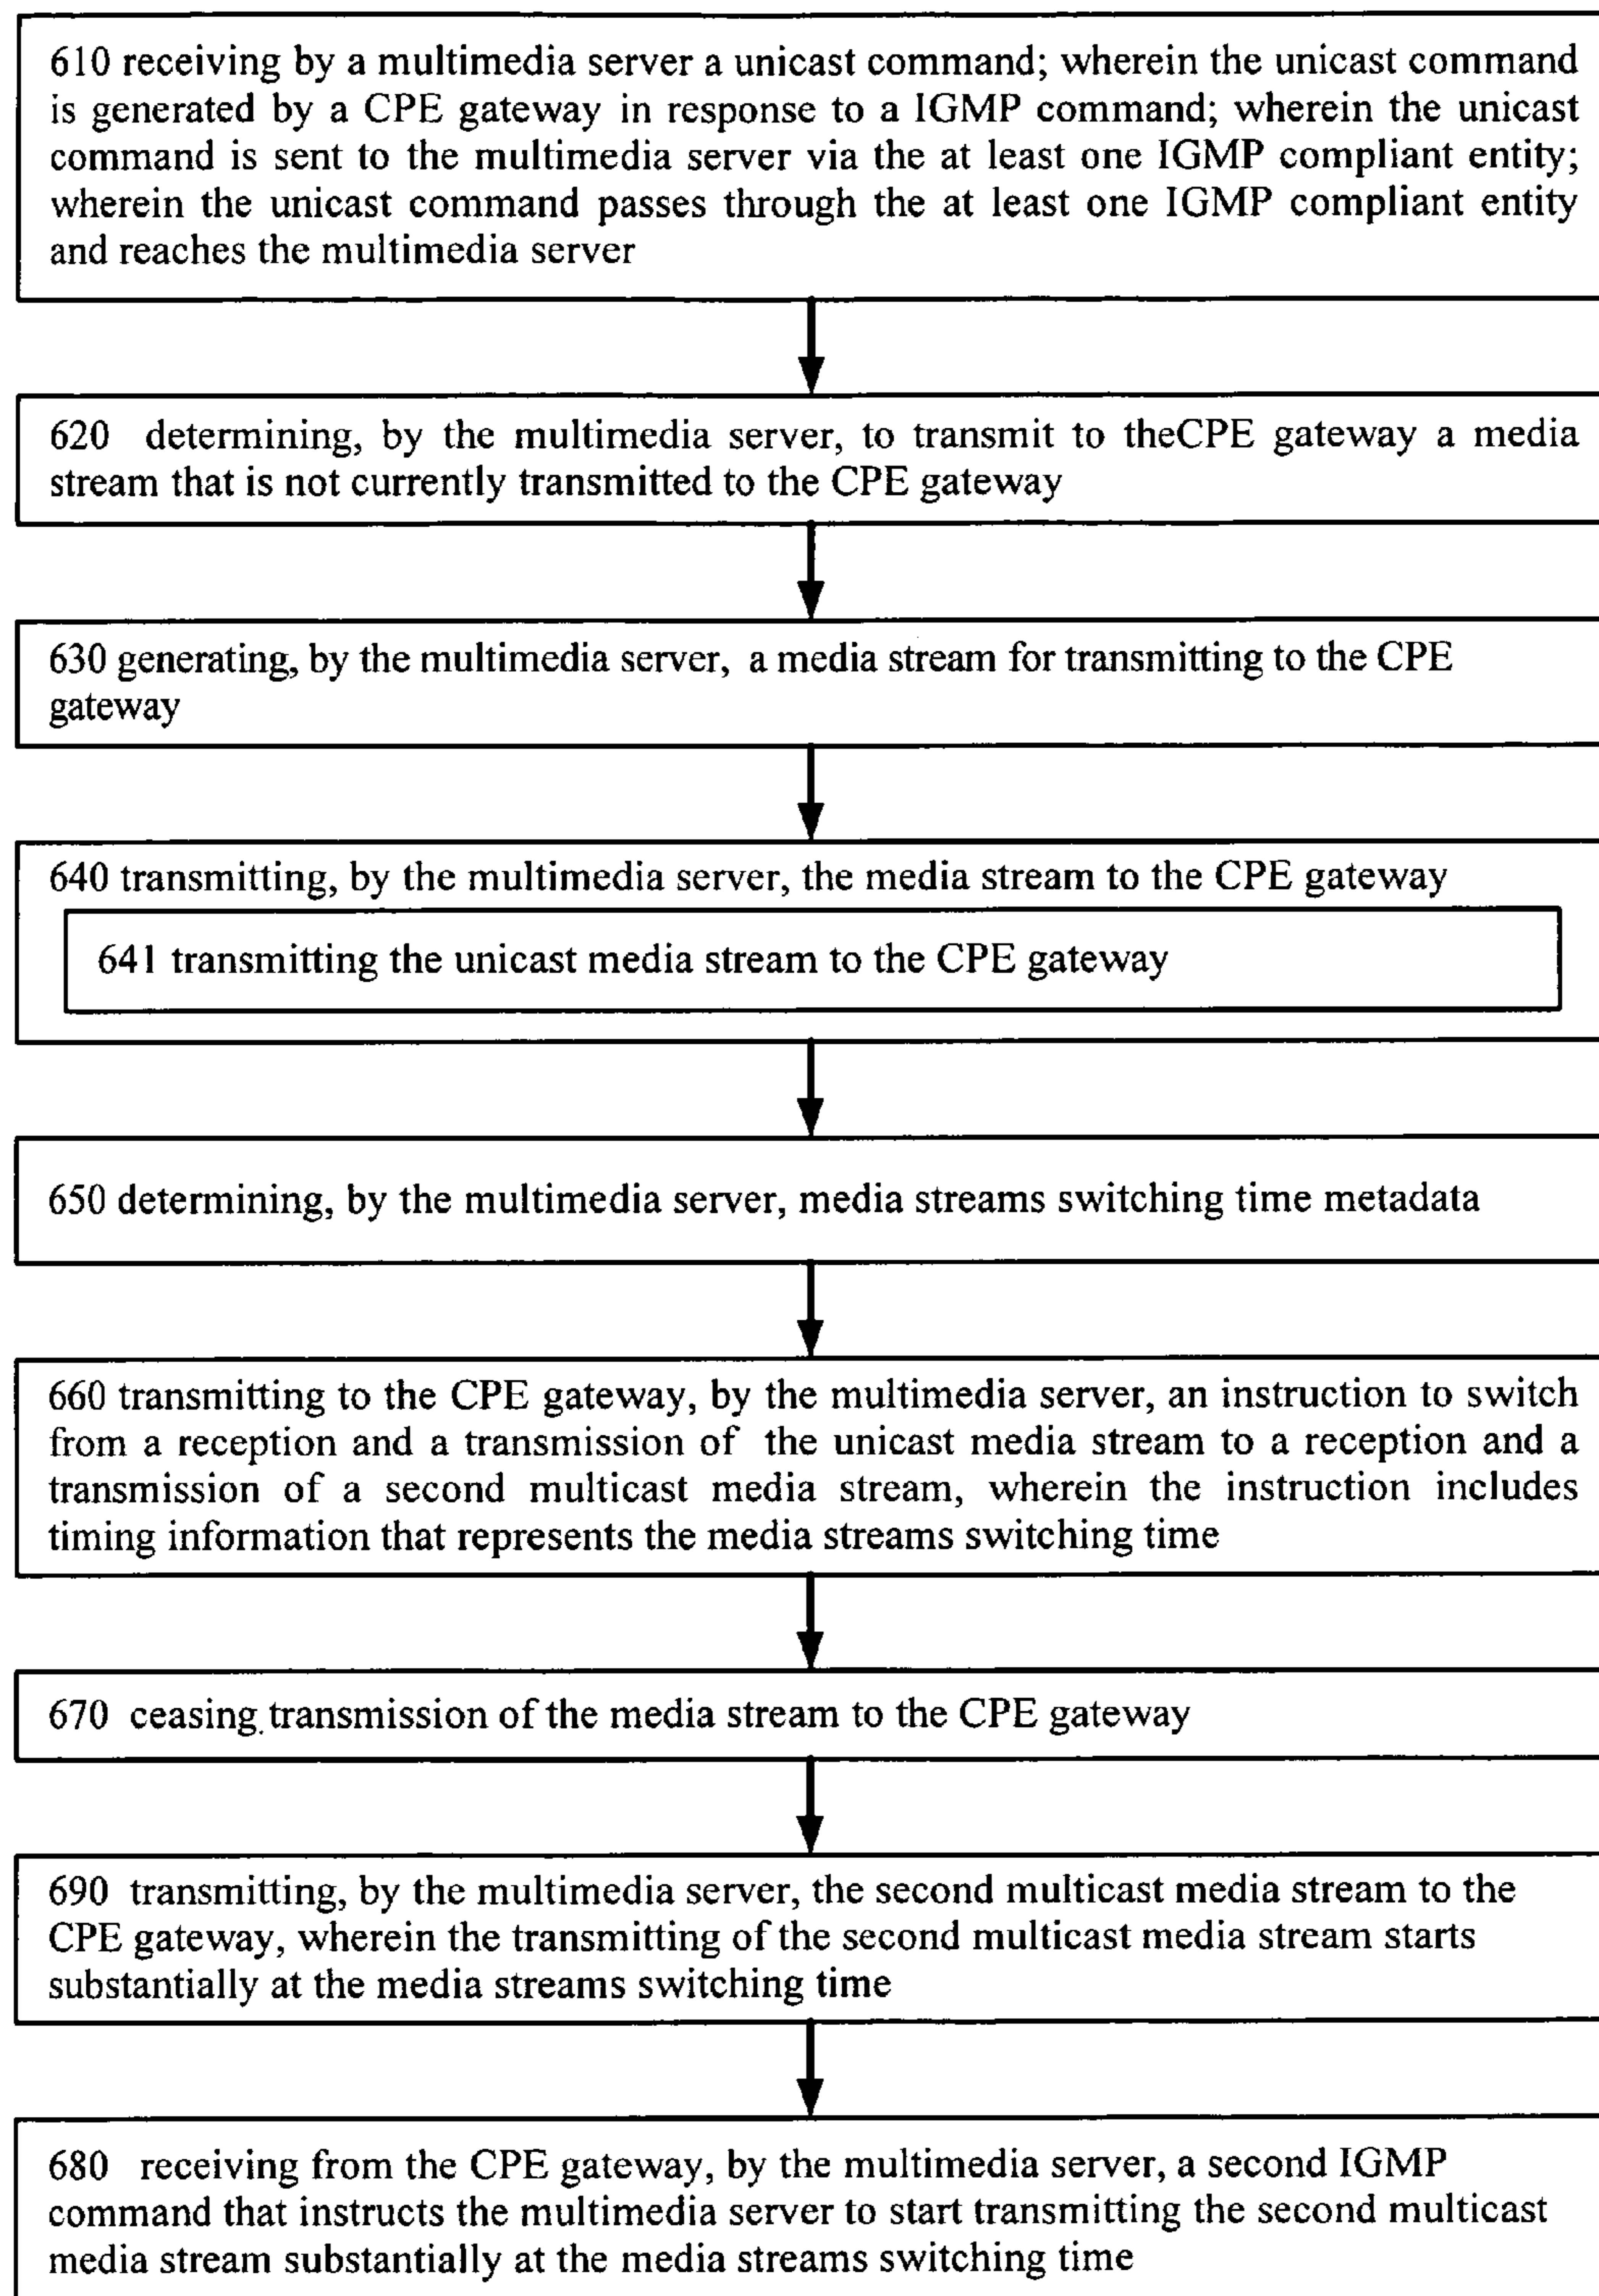 610 receiving by a multimedia server a unicast command; wherein the unicast command
is generated by a CPE gateway in response to a IGMP command; wherein the unicast
command is sent to the multimedia server via the at least one IGMP compliant entity;
wherein the unicast command passes through the at least one IGMP compliant entity
and reaches the multimedia server
620 determining, by the multimedia server, to transmit to theCPE gateway a media
stream that is not currently transmitted to the CPE gateway
630 generating, by the multimedia server, a media stream for transmitting to the CPE
gateway
640 transmitting, by the multimedia server, the media stream to the CPE gateway
641 transmitting the unicast media stream to the CPE gateway
650 determining, by the multimedia server, media streams switching time metadata
660 transmitting to the CPE gateway, by the multimedia server, an instruction to switch
from a reception and a transmission of the unicast media stream to a reception and a
transmission of a second multicast media stream, wherein the instruction includes
timing information that represents the media streams switching time
670 ceasing transmission of the media stream to the CPE gateway
690 transmitting, by the multimedia server, the second multicast media stream to the
CPE gateway, wherein the transmitting of the second multicast media stream starts
substantially at the media streams switching time
680 receiving from the CPE gateway, by the multimedia server, a second IGMP
command that instructs the multimedia server to start transmitting the second multicast
media stream substantially at the media streams switching time